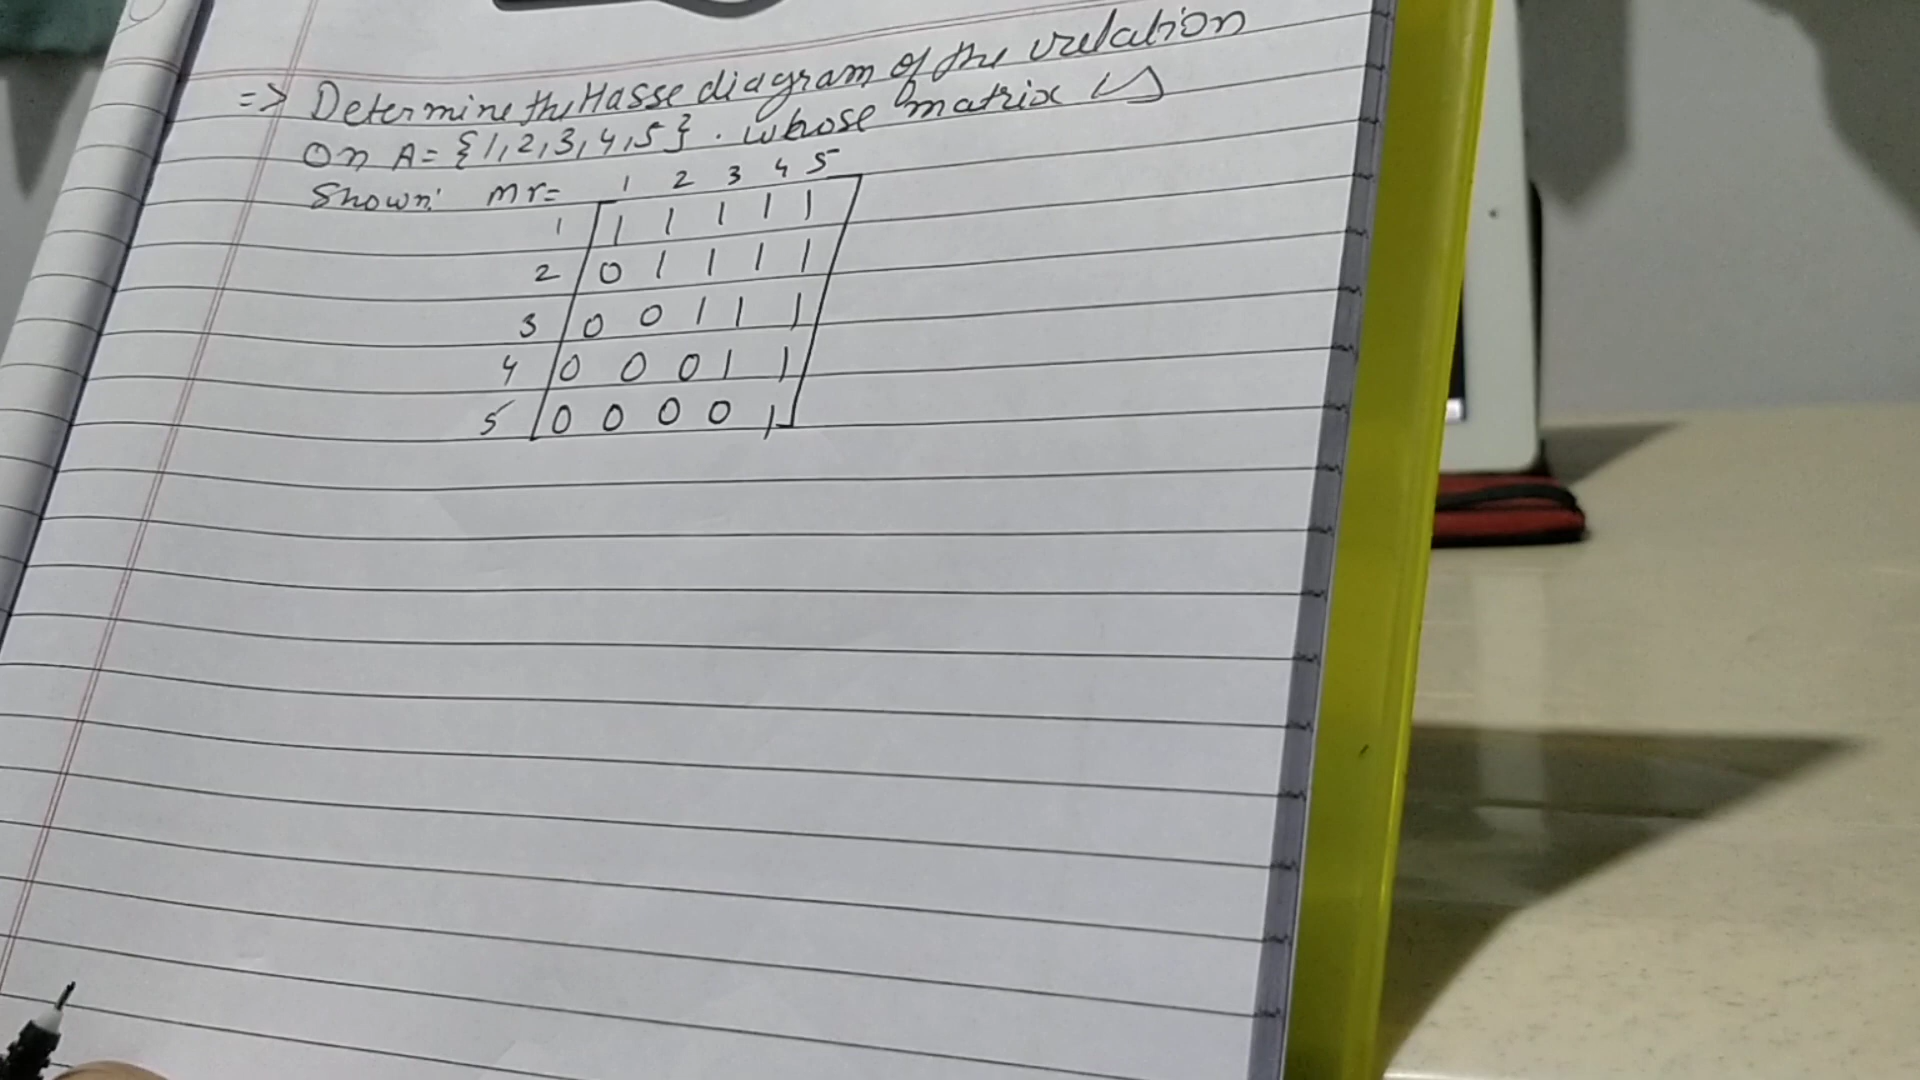 => Determine the Hasse diagram of the relation
on A = {1,2,3,4,5}. whose matrix is
Shown: Mr=
1 2 3 4 5
1 1 1 1 1 1
2 0 1 1 1 1
3 0 0 1 1 1
4 0 0 0 1 1
5 0 0 0 0 1